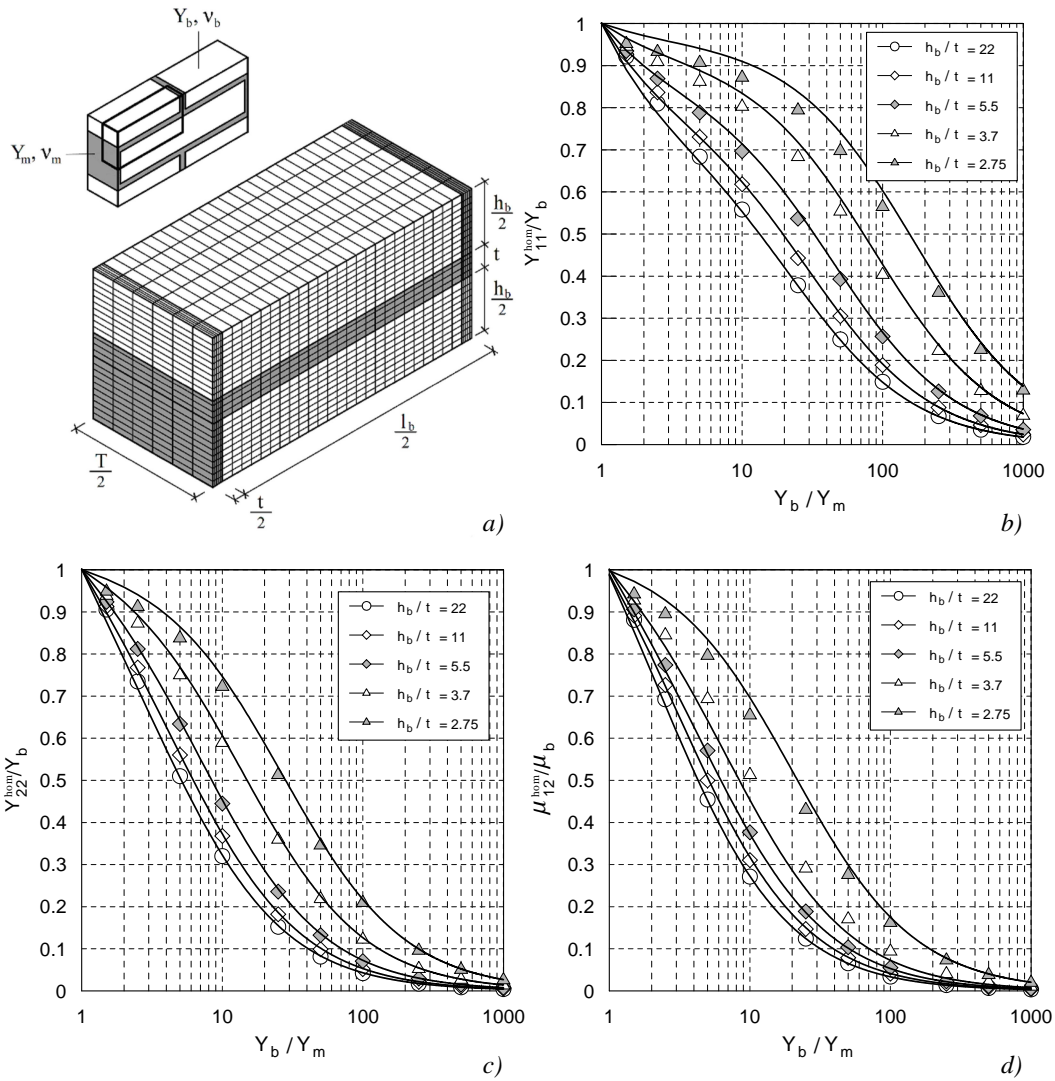 Y_b, ν_b
Y_m, ν_m
h_b/2
t
h_b/2
l_b/2
T/2
t/2
a)
1
0.9
0.8
0.7
0.6
0.5
0.4
0.3
0.2
0.1
0
Y_11^hom/Y_b
h_b / t = 22
h_b / t = 11
h_b / t = 5.5
h_b / t = 3.7
h_b / t = 2.75
1 10 100 1000
Y_b / Y_m
b)
1
0.9
0.8
0.7
0.6
0.5
0.4
0.3
0.2
0.1
0
Y_22^hom/Y_b
h_b / t = 22
h_b / t = 11
h_b / t = 5.5
h_b / t = 3.7
h_b / t = 2.75
1 10 100 1000
Y_b / Y_m
c)
1
0.9
0.8
0.7
0.6
0.5
0.4
0.3
0.2
0.1
0
μ_12^hom/μ_b
h_b / t = 22
h_b / t = 11
h_b / t = 5.5
h_b / t = 3.7
h_b / t = 2.75
1 10 100 1000
Y_b / Y_m
d)